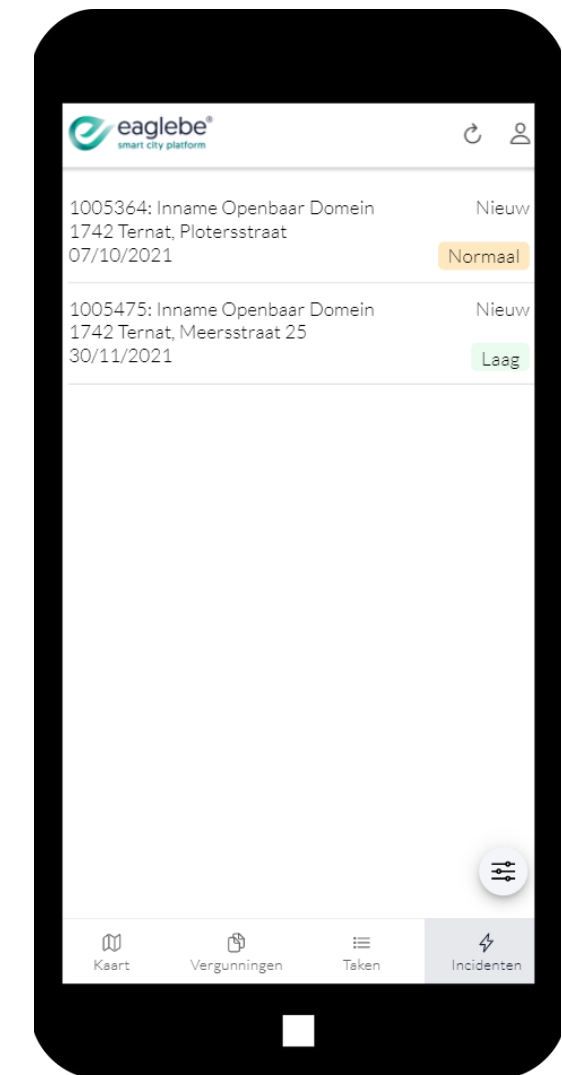 eaglebe®
smart city platform
1005364: Inname Openbaar Domein
Nieuw
1742 Ternat, Plotersstraat
07/10/2021
Normaal
1005475: Inname Openbaar Domein
Nieuw
1742 Ternat, Meersstraat 25
30/11/2021
Laag
Kaart
Vergunningen
Taken
Incidenten